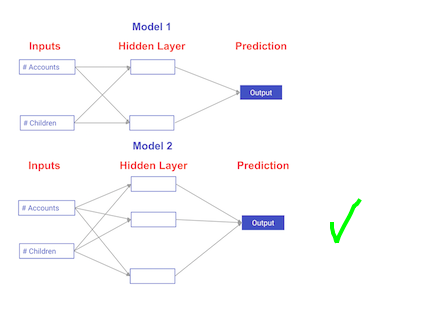 Model 1
Inputs Hidden Layer Prediction
# Accounts
Output
# Children
Model 2
Inputs Hidden Layer Prediction
# Accounts
Output
# Children